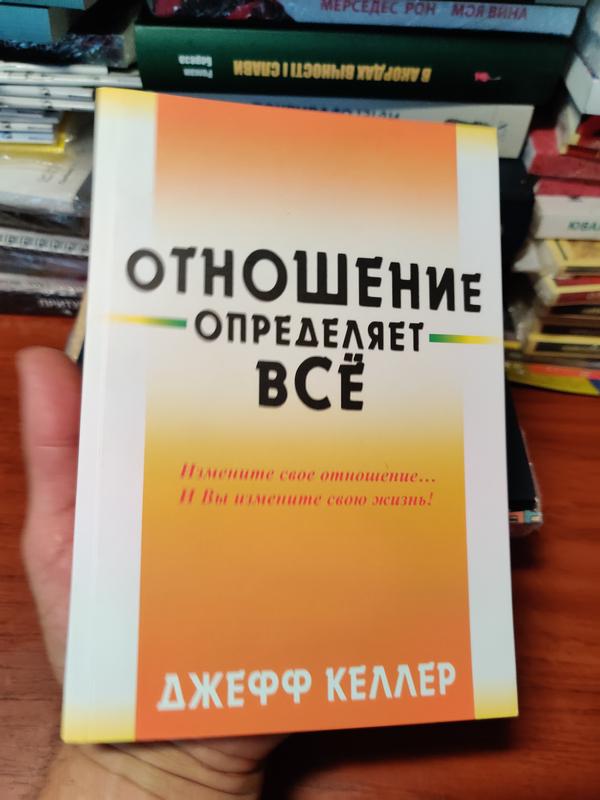 МЕРСЕДЕС РОН МОЯ ВИНА
Роман
В АКОРДАХ ВІЧНОСТІ І СЛАВИ
ОТНОШЕНИЕ
ОПРЕДЕЛЯЕТ
ВСЁ
Измените свое отношение...
И Вы измените свою жизнь!
ДЖЕФФ КЕЛЛЕР